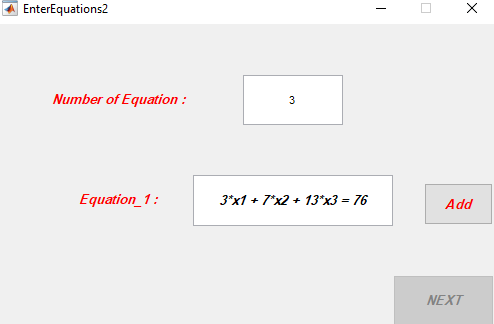 EnterEquations2
Number of Equation :
3
Equation_1 :
3*x1 + 7*x2 + 13*x3 = 76
Add
NEXT